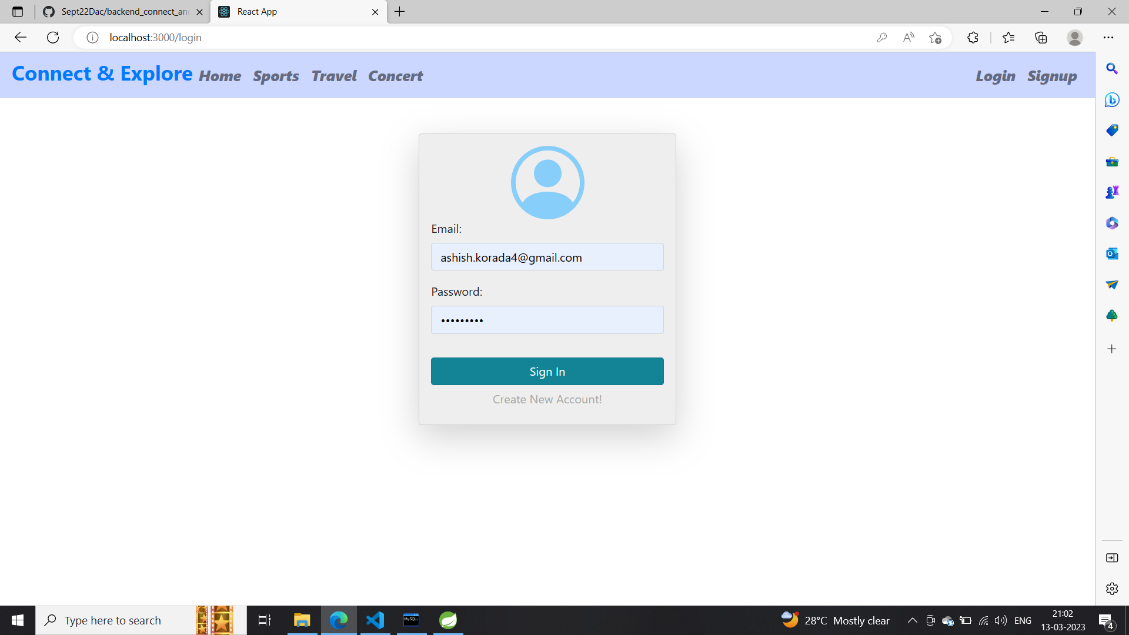 Sept22Dac/backend_connect_an
React App
localhost:3000/login
Connect & Explore Home Sports Travel Concert Login Signup
Email:
ashish.korada4@gmail.com
Password:
•••••••••
Sign In
Create New Account!
Type here to search
28°C Mostly clear
ENG
21:02
13-03-2023
4